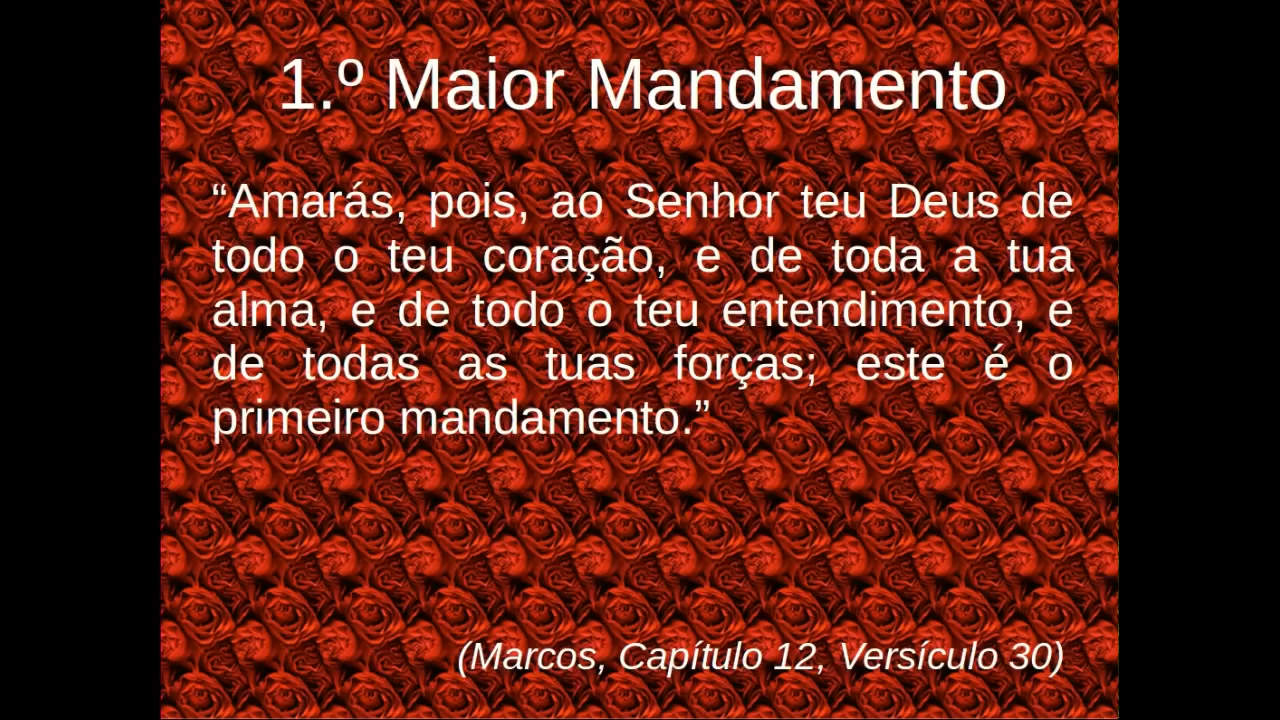 1.º Maior Mandamento
“Amarás, pois, ao Senhor teu Deus de
todo o teu coração, e de toda a tua
alma, e de todo o teu entendimento, e
de todas as tuas forças; este é o
primeiro mandamento.”
(Marcos, Capítulo 12, Versículo 30)